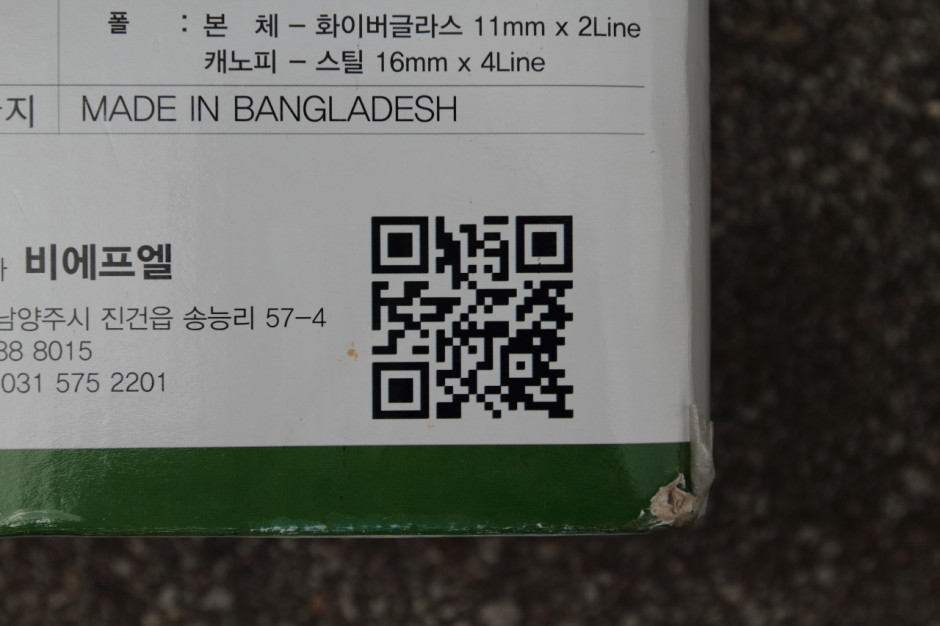 폴 : 본 체 – 화이버글라스 11mm x 2Line
캐노피 – 스틸 16mm x 4Line
지 MADE IN BANGLADESH
비에프엘
남양주시 진건읍 송능리 57-4
88 8015
031 575 2201